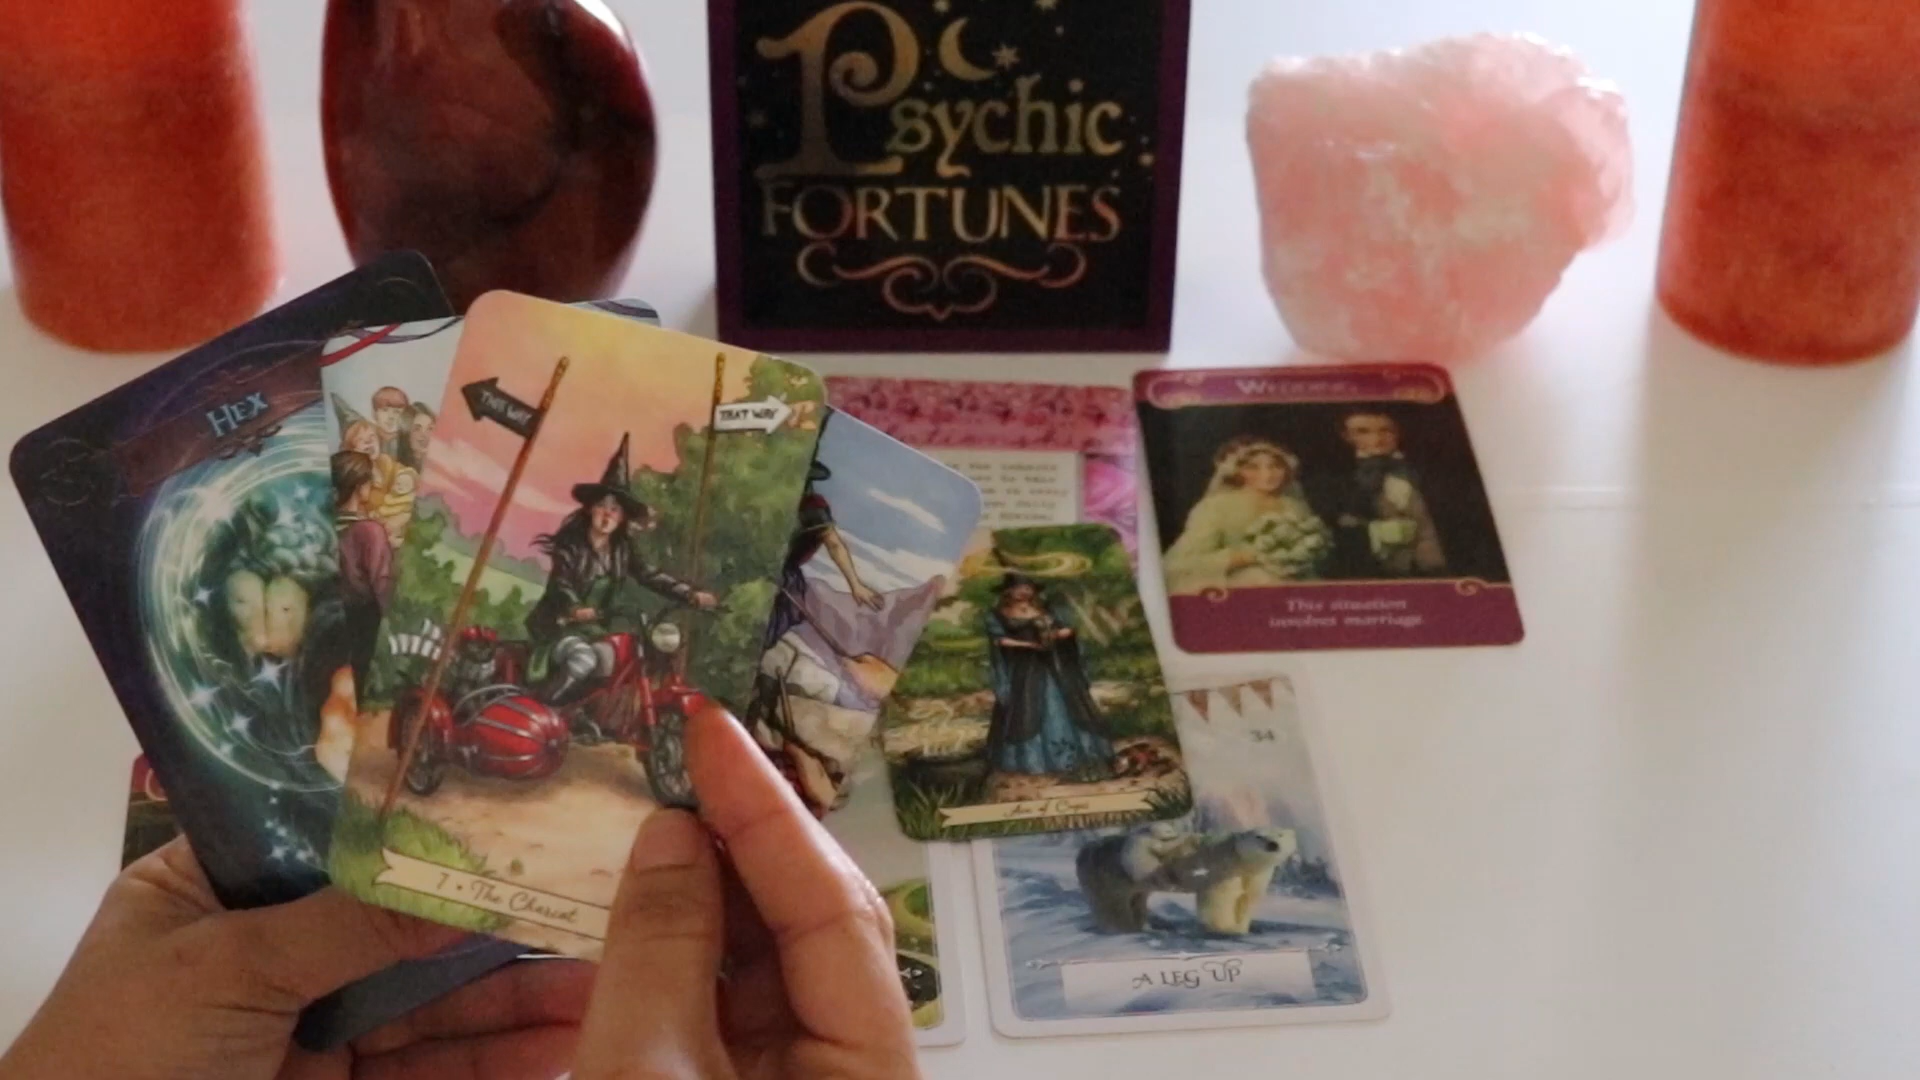 Psychic
FORTUNES
HEX
THIS WAY
THAT WAY
7 • The Chariot
Ace of Cups
This situation
involves marriage.
34
A LEG UP